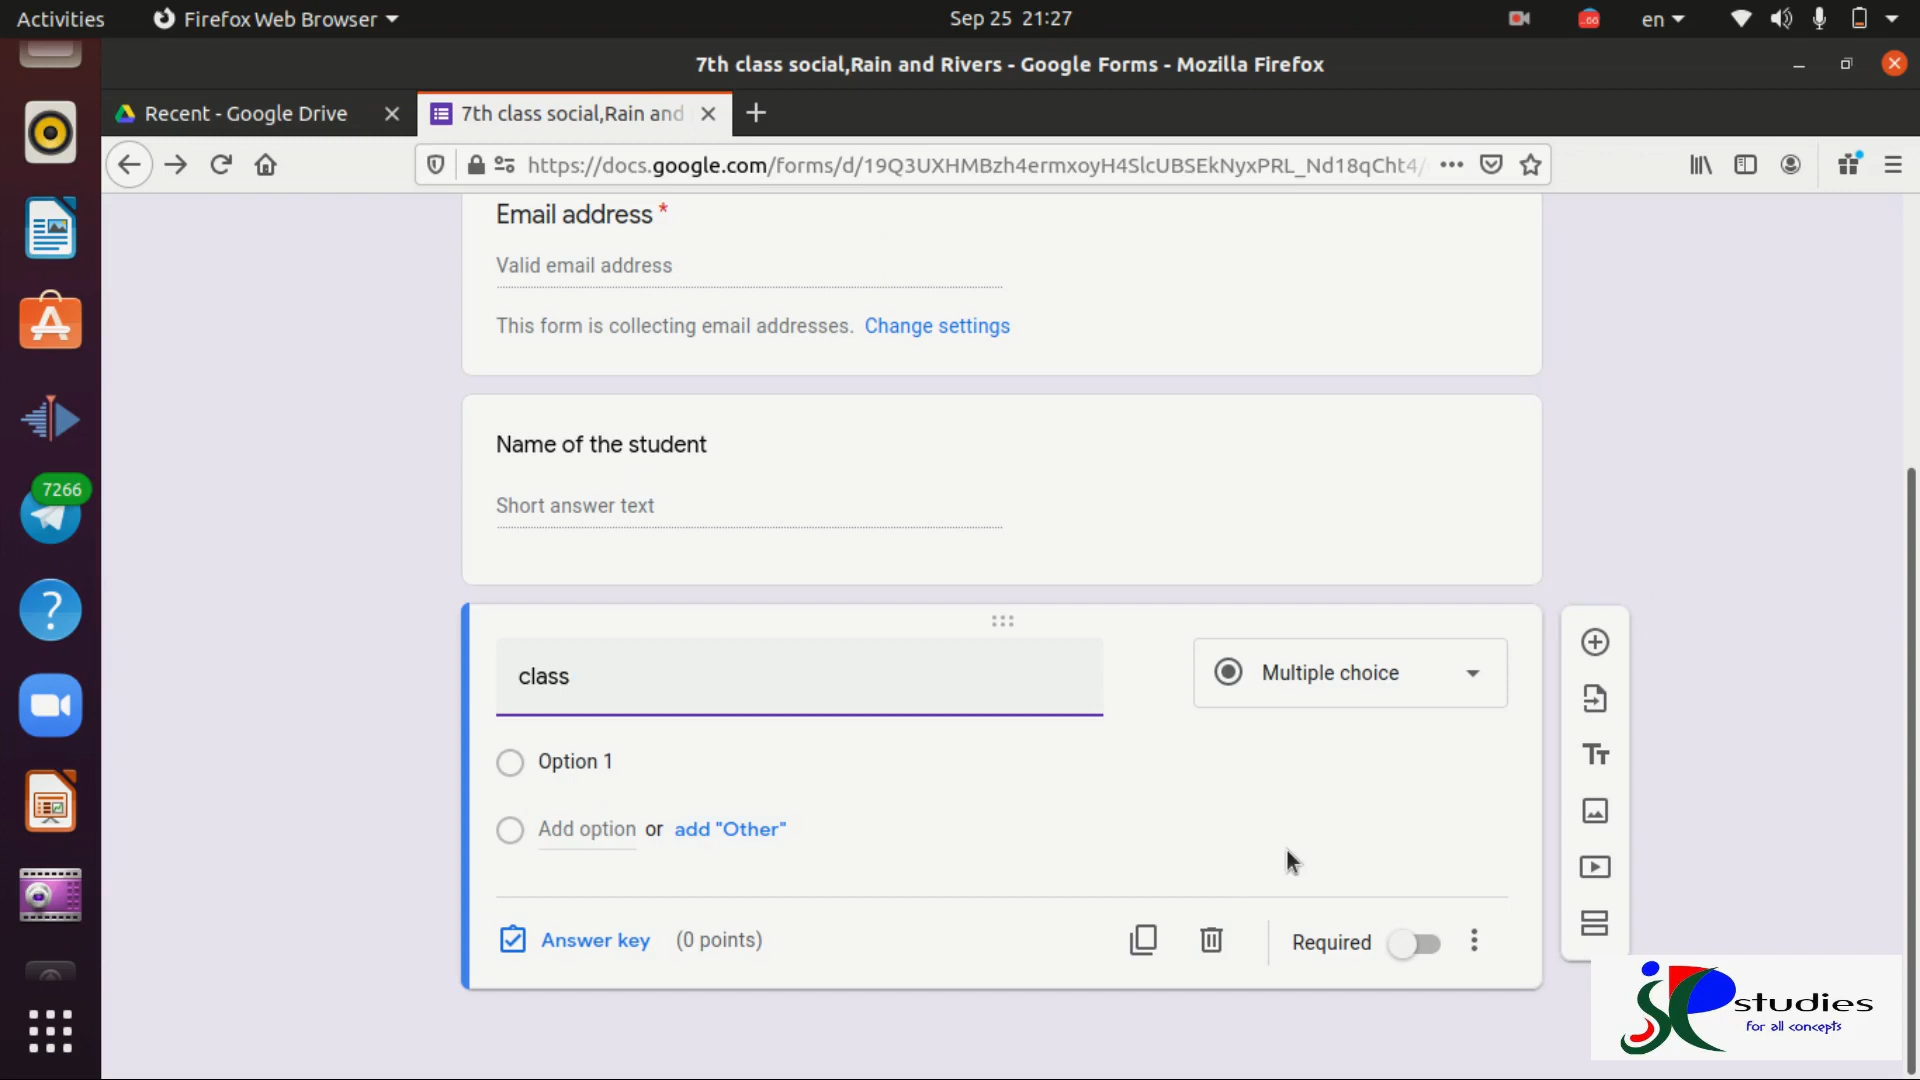 Activities
Firefox Web Browser
Sep 25 21:27
.00
en
7th class social,Rain and Rivers - Google Forms - Mozilla Firefox
Recent - Google Drive
7th class social,Rain and
https://docs.google.com/forms/d/19Q3UXHMBzh4ermxoyH4SlcUBSEkNyxPRL_Nd18qCht4/
Email address *
Valid email address
This form is collecting email addresses. Change settings
Name of the student
7266
Short answer text
class
Multiple choice
Option 1
Add option or add "Other"
Answer key (0 points)
Required
studies
for all concepts